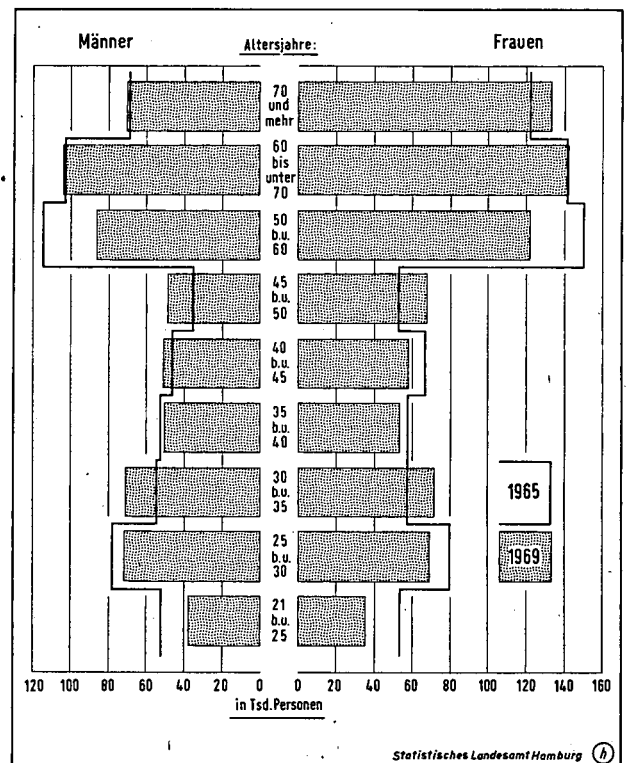 Männer Altersjahre: Frauen
70
und
mehr
60
bis
unter
70
50
b.u.
60
45
b.u.
50
40
b.u.
45
35
b.u.
40
30
b.u.
35
1965
25
b.u.
30
1969
21
b.u.
25
120 100 80 60 40 20 0 0 20 40 60 80 100 120 140 160
in Tsd. Personen
Statistisches Landesamt Hamburg h